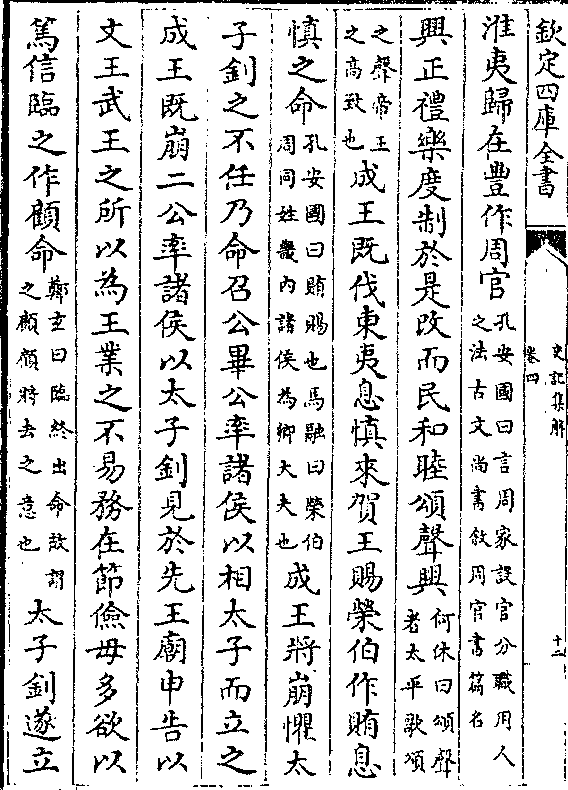 欽定四庫全書
史記集解
卷四
十二
淮夷歸在豐作周官孔安國曰言周家設官分職用人之法古文尚書敘周官書篇名
興正禮樂度制於是改而民和睦頌聲興何休曰頌聲者太平歌頌
之聲帝王之高致也成王既伐東夷息慎來賀王賜榮伯作賄息
慎之命孔安國曰賄賜也馬融曰榮伯周同姓畿內諸侯為卿大夫也成王將崩懼太
子釗之不任乃命召公畢公率諸侯以相太子而立之
成王既崩二公率諸侯以太子釗見於先王廟申告以
文王武王之所以為王業之不易務在節儉毋多欲以
篤信臨之作顧命鄭玄曰臨終出命故謂之顧顧將去之意也太子釗遂立